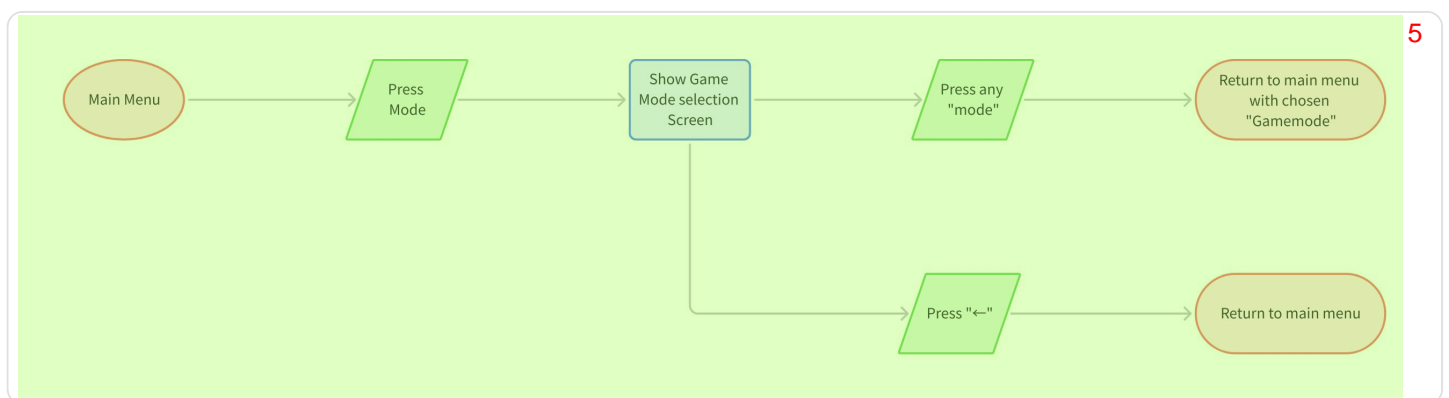 5
Main Menu
Press
Mode
Show Game
Mode selection
Screen
Press any
"mode"
Return to main menu
with chosen
"Gamemode"
Press "←"
Return to main menu